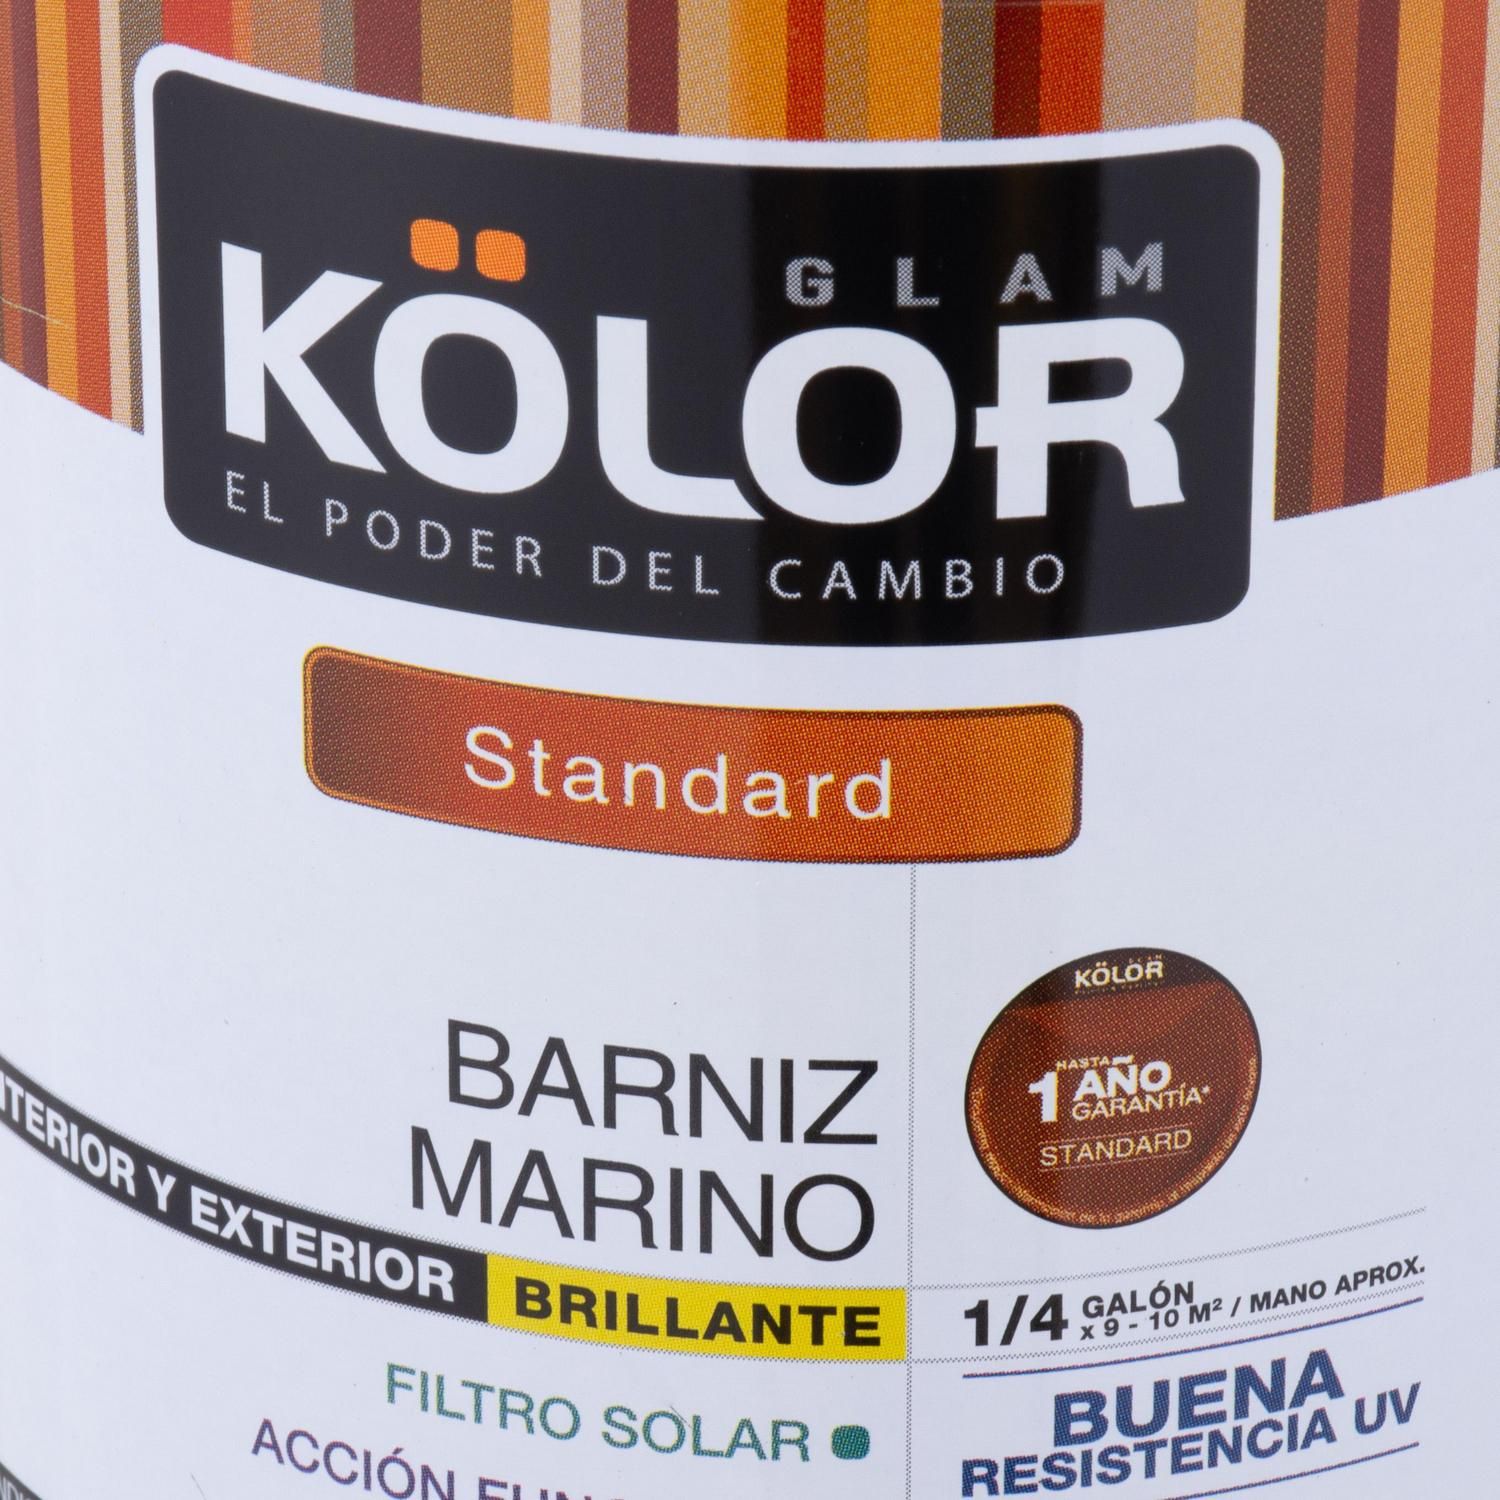 GLAM
KÖLOR
EL PODER DEL CAMBIO
Standard
BARNIZ
MARINO
Y EXTERIOR BRILLANTE
FILTRO SOLAR
ACCIÓN
KÖLOR
HASTA
1 AÑO
GARANTÍA*
STANDARD
1/4 GALÓN
x 9 - 10 M² / MANO APROX.
BUENA
RESISTENCIA UV